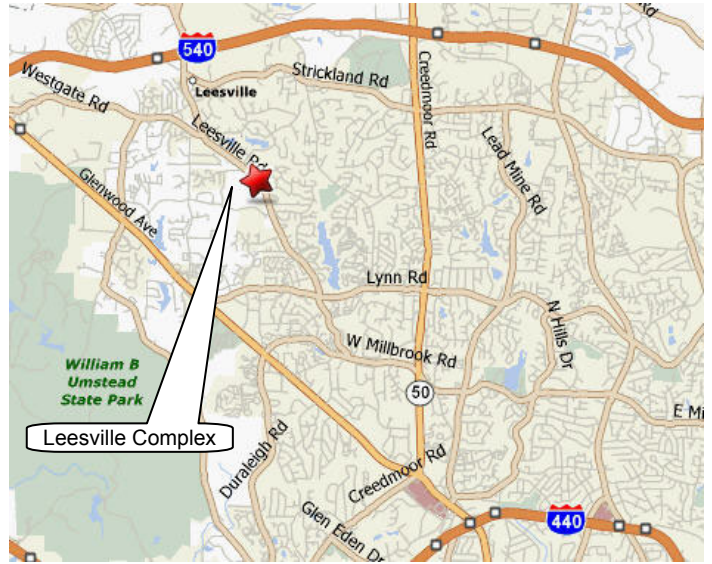 540
Strickland Rd
Westgate Rd
Leesville
Creedmoor Rd
Leesville Rd
Lead Mine Rd
Glenwood Ave
Lynn Rd
N Hills Dr
W Millbrook Rd
William B
Umstead
State Park
50
E Mi
Leesville Complex
Duraleigh Rd
Creedmoor Rd
Glen Eden Dr
440